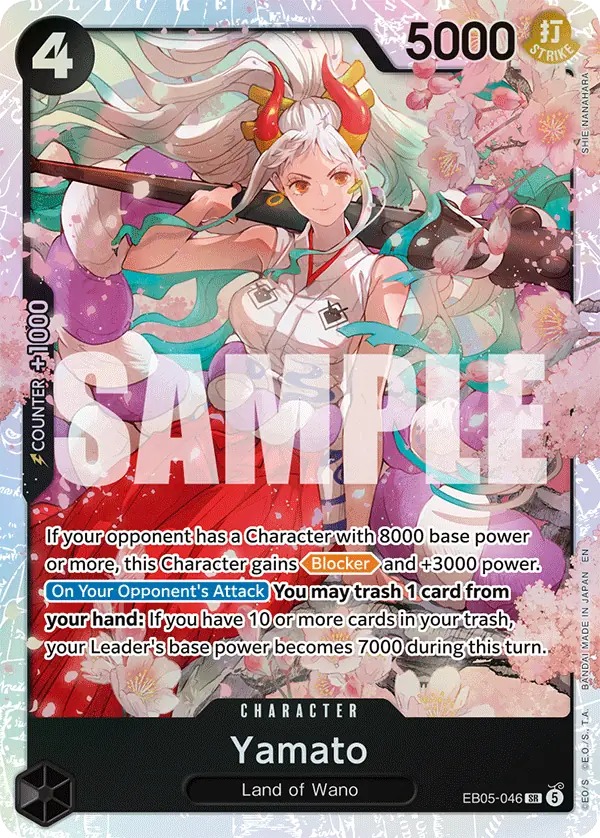 4
5000
打
STRIKE
SHIE NANAHARA
COUNTER +1000
SAMPLE
If your opponent has a Character with 8000 base power
or more, this Character gains Blocker and +3000 power.
On Your Opponent's Attack You may trash 1 card from
your hand: If you have 10 or more cards in your trash,
your Leader's base power becomes 7000 during this turn.
©E.O./S ©E.O./S., T.A. BANDAI MADE IN JAPAN EN
CHARACTER
Yamato
Land of Wano
EB05-046 SR 5